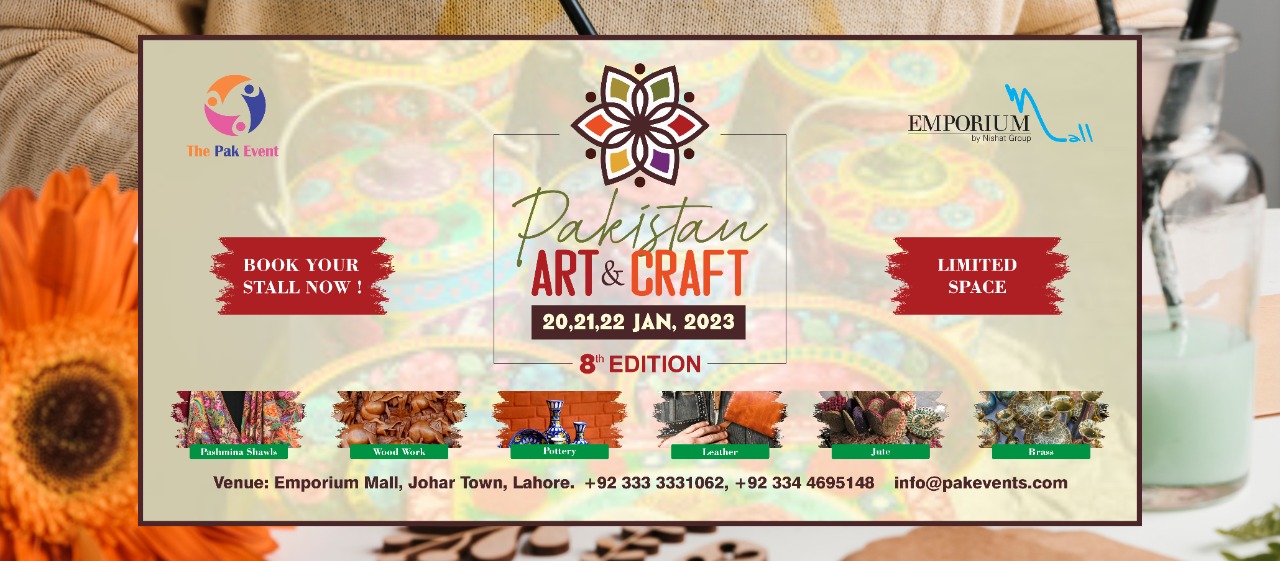 The Pak Event
EMPORIUM Mall
by Nishat Group
Pakistan
ART & CRAFT
20,21,22 JAN, 2023
8th EDITION
BOOK YOUR
STALL NOW !
LIMITED
SPACE
Pashmina Shawls
Wood Work
Pottery
Leather
Jute
Brass
Venue: Emporium Mall, Johar Town, Lahore. +92 333 3331062, +92 334 4695148 info@pakevents.com